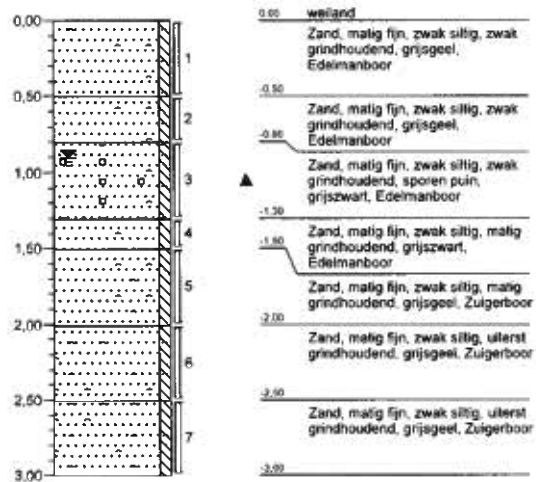 0,00
0,50
1,00
1,50
2,00
2,50
3,00
1
2
3
4
5
6
7
0.00 weiland
Zand, matig fijn, zwak siltig, zwak
grindhoudend, grijsgeel,
Edelmanboor
-0.50
Zand, matig fijn, zwak siltig, zwak
grindhoudend, grijsgeel,
Edelmanboor
-0.80
Zand, matig fijn, zwak siltig, zwak
grindhoudend, sporen puin,
grijszwart, Edelmanboor
-1.30
Zand, matig fijn, zwak siltig, matig
grindhoudend, grijszwart,
Edelmanboor
-1.50
Zand, matig fijn, zwak siltig, matig
grindhoudend, grijsgeel, Zuigerboor
-2.00
Zand, matig fijn, zwak siltig, uiterst
grindhoudend, grijsgeel, Zuigerboor
-2.50
Zand, matig fijn, zwak siltig, uiterst
grindhoudend, grijsgeel, Zuigerboor
-3.00